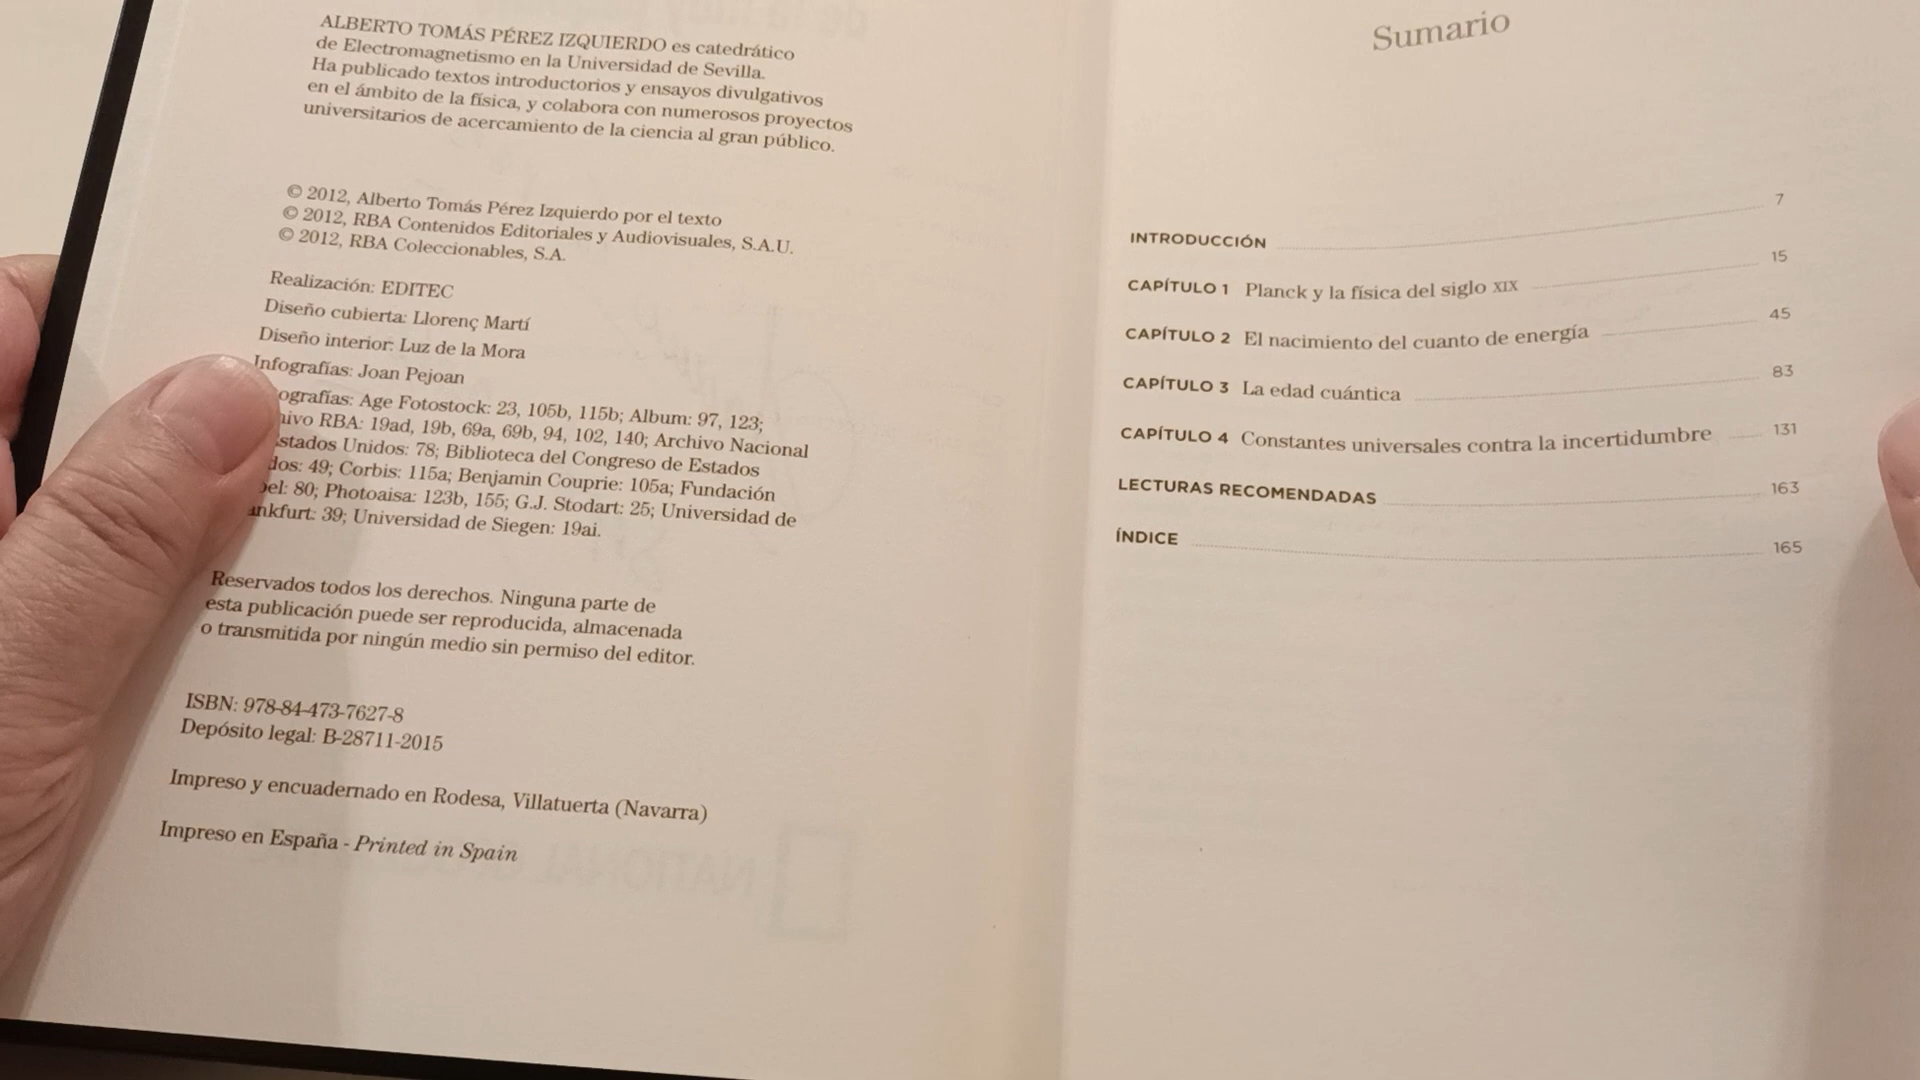 ALBERTO TOMÁS PÉREZ IZQUIERDO es catedrático
de Electromagnetismo en la Universidad de Sevilla.
Ha publicado textos introductorios y ensayos divulgativos
en el ámbito de la física, y colabora con numerosos proyectos
universitarios de acercamiento de la ciencia al gran público.
© 2012, Alberto Tomás Pérez Izquierdo por el texto
© 2012, RBA Contenidos Editoriales y Audiovisuales, S.A.U.
© 2012, RBA Coleccionables, S.A.
Realización: EDITEC
Diseño cubierta: Llorenç Martí
Diseño interior: Luz de la Mora
Infografías: Joan Pejoan
Age Fotostock: 23, 105b, 115b; Album: 97, 123;
RBA: 19ad, 19b, 69a, 69b, 94, 102, 140; Archivo Nacional
Unidos: 78; Biblioteca del Congreso de Estados
49; Corbis: 115a; Benjamin Couprie: 105a; Fundación
80; Photoaisa: 123b, 155; G.J. Stodart: 25; Universidad de
39; Universidad de Siegen: 19ai.
Reservados todos los derechos. Ninguna parte de
esta publicación puede ser reproducida, almacenada
o transmitida por ningún medio sin permiso del editor.
ISBN: 978-84-473-7627-8
Depósito legal: B-28711-2015
Impreso y encuadernado en Rodesa, Villatuerta (Navarra)
Impreso en España - Printed in Spain
Sumario
INTRODUCCIÓN 7
CAPÍTULO 1 Planck y la física del siglo XIX 15
CAPÍTULO 2 El nacimiento del cuanto de energía 45
CAPÍTULO 3 La edad cuántica 83
CAPÍTULO 4 Constantes universales contra la incertidumbre 131
LECTURAS RECOMENDADAS 163
ÍNDICE 165